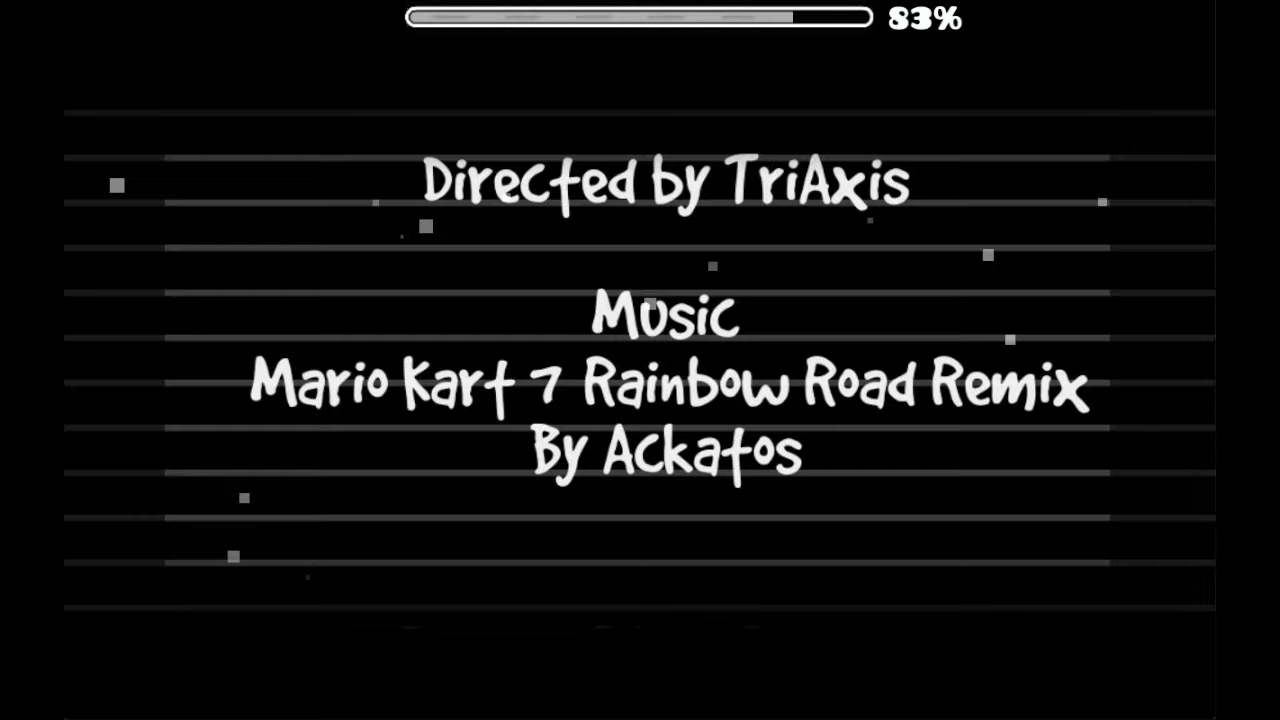 83%
Directed by TriAxis
Music
Mario Kart 7 Rainbow Road Remix
By Ackatos